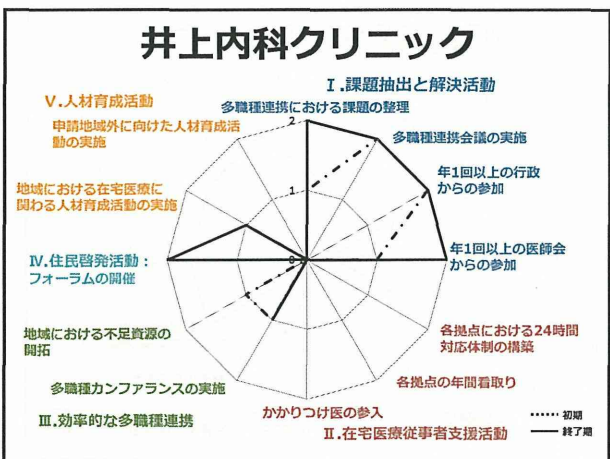 井上内科クリニック
Ⅰ.課題抽出と解決活動
多職種連携における課題の整理
多職種連携会議の実施
年1回以上の行政
からの参加
年1回以上の医師会
からの参加
各拠点における24時間
対応体制の構築
各拠点の年間看取り
Ⅱ.在宅医療従事者支援活動
かかりつけ医の参入
Ⅲ.効率的な多職種連携
多職種カンファランスの実施
地域における不足資源の
開拓
Ⅳ.住民啓発活動：
フォーラムの開催
地域における在宅医療に
関わる人材育成活動の実施
Ⅴ.人材育成活動
申請地域外に向けた人材育成活
動の実施
2
1
0
初期
終了期